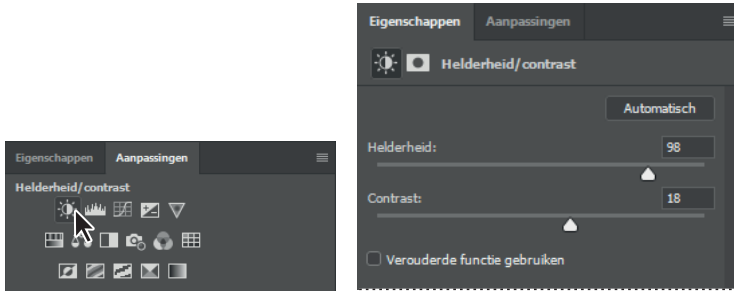 Eigenschappen Aanpassingen
Helderheid/contrast
Eigenschappen Aanpassingen
Helderheid/contrast
Automatisch
Helderheid: 98
Contrast: 18
Verouderde functie gebruiken